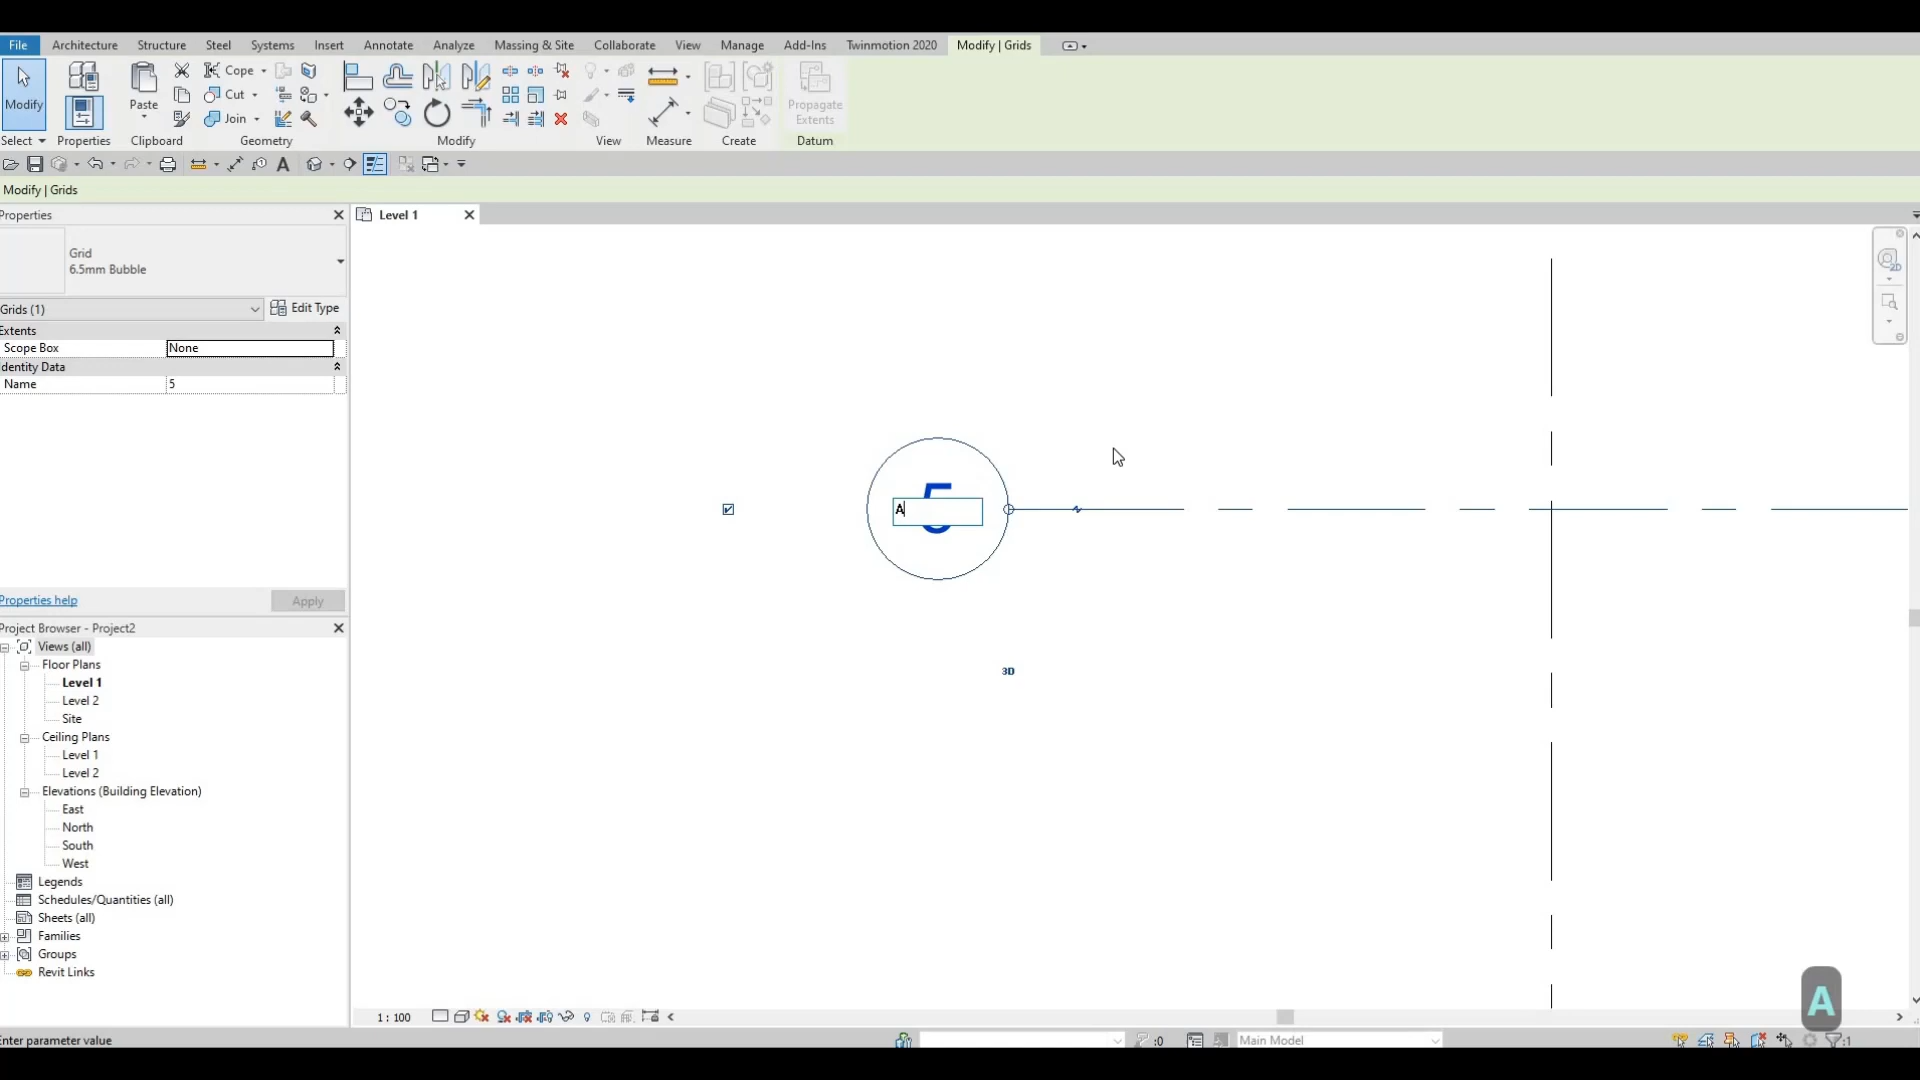 File Architecture Structure Steel Systems Insert Annotate Analyze Massing & Site Collaborate View Manage Add-Ins Twinmotion 2020 Modify | Grids
Modify
Paste
Cope
Cut
Join
Propagate
Extents
Select Properties Clipboard Geometry Modify View Measure Create Datum
A
Modify | Grids
Properties
Level 1
Grid
6.5mm Bubble
2D
Grids (1)
Edit Type
Extents
Scope Box None
Identity Data
Name 5
5
A
Properties help
Apply
3D
Project Browser - Project2
Views (all)
Floor Plans
Level 1
Level 2
Site
Ceiling Plans
Level 1
Level 2
Elevations (Building Elevation)
East
North
South
West
Legends
Schedules/Quantities (all)
Sheets (all)
Families
Groups
Revit Links
A
1 : 100
Enter parameter value
:0
Main Model
:1